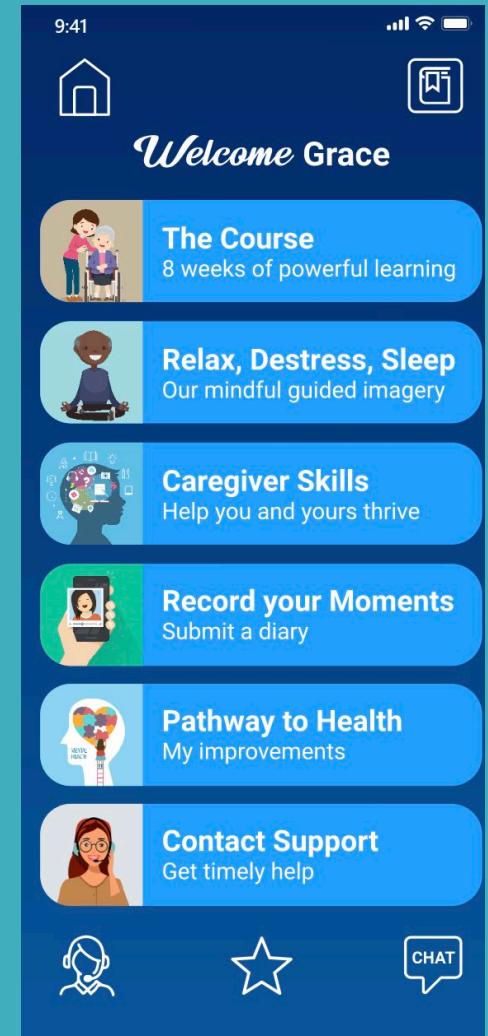 9:41
Welcome Grace
The Course
8 weeks of powerful learning
Relax, Destress, Sleep
Our mindful guided imagery
Caregiver Skills
Help you and yours thrive
Record your Moments
Submit a diary
MENTAL
HEALTH
Pathway to Health
My improvements
Contact Support
Get timely help
CHAT